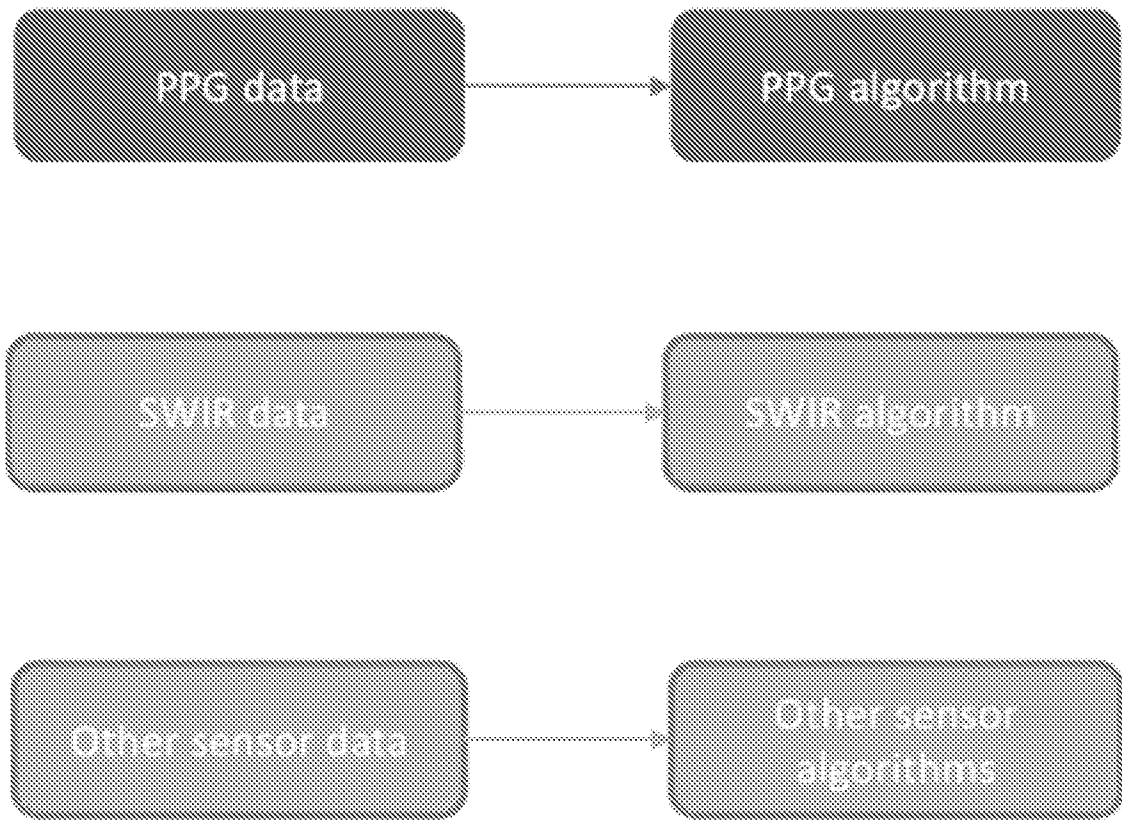 PPG data
PPG algorithm
SWIR data
SWIR algorithm
Other sensor data
Other sensor
algorithms